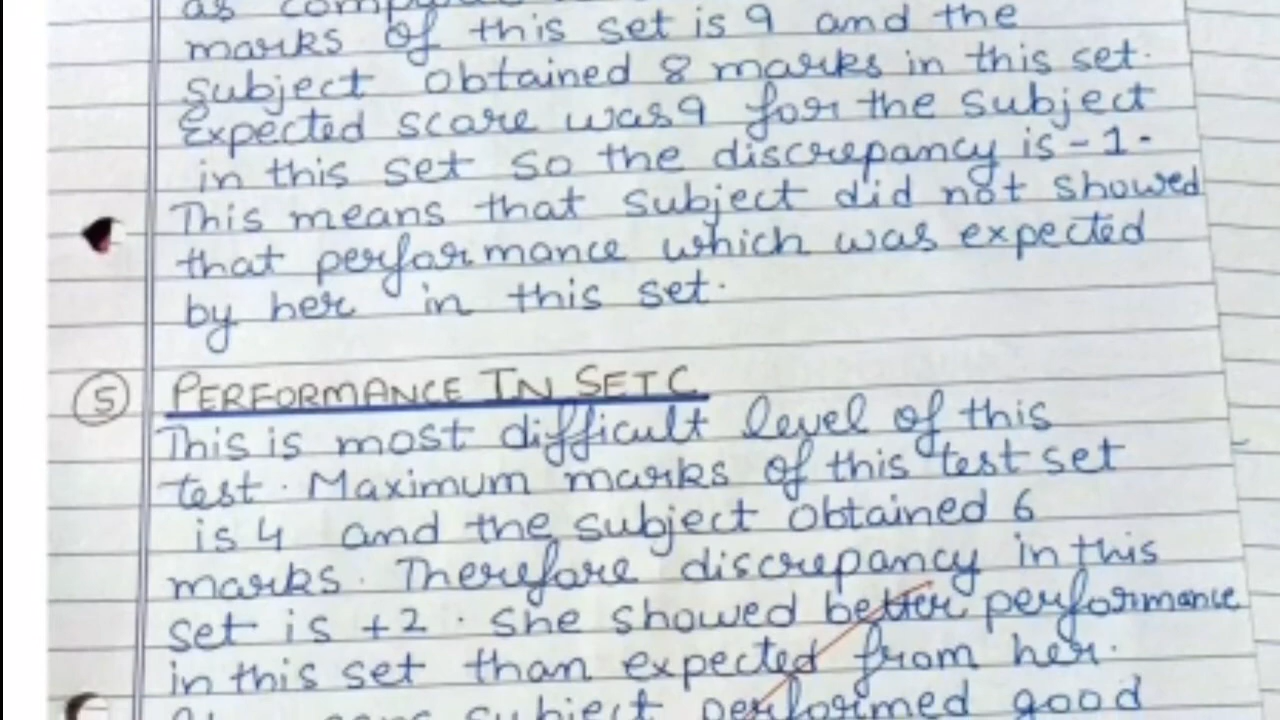 as
marks of this set is 9 and the
subject obtained 8 marks in this set.
Expected score was 9 for the subject
in this set so the discrepancy is -1.
This means that subject did not showed
that performance which was expected
by her in this set.
5 PERFORMANCE IN SET C
This is most difficult level of this
test. Maximum marks of this test set
is 4 and the subject obtained 6
marks. Therefore discrepancy in this
set is +2. She showed better performance
in this set than expected from her.
subject performed good